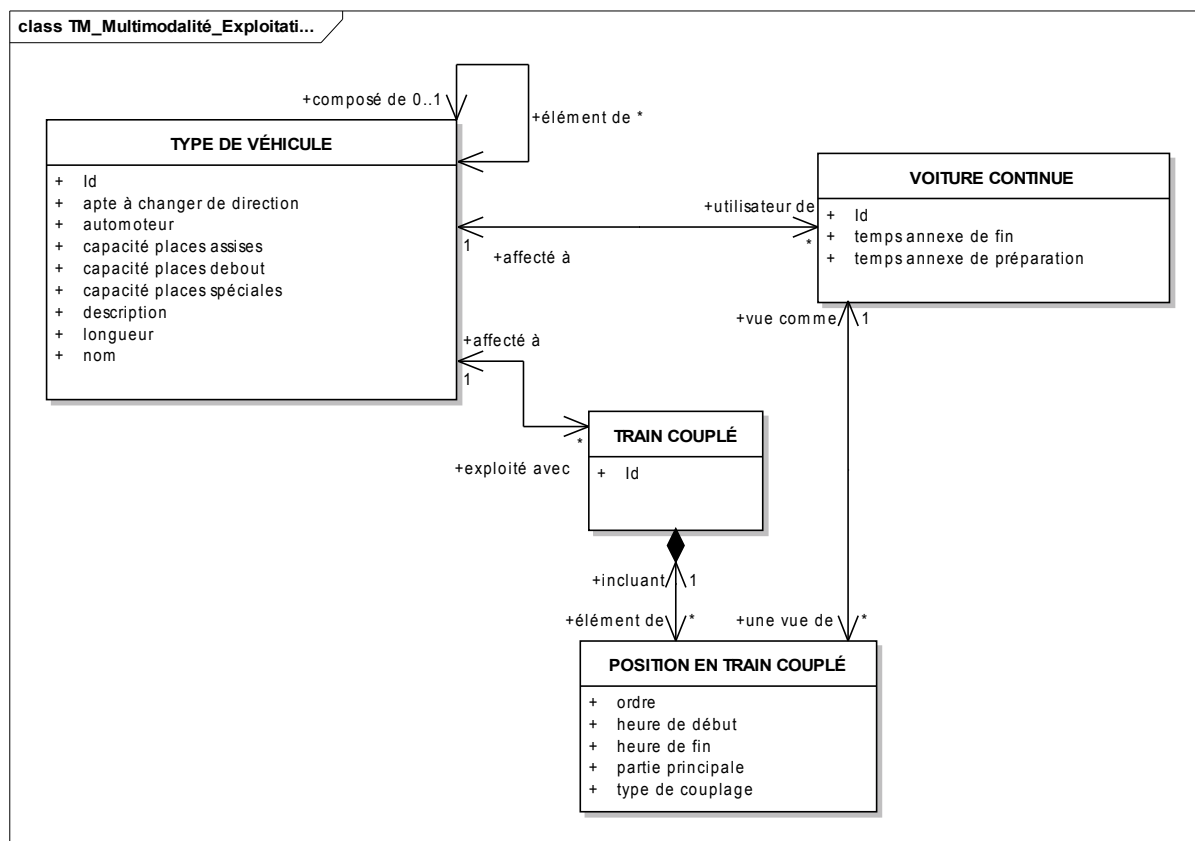 class TM_Multimodalité_Exploitati...
+composé de 0..1
+élément de *
TYPE DE VÉHICULE
+ Id
+ apte à changer de direction
+ automoteur
+ capacité places assises
+ capacité places debout
+ capacité places spéciales
+ description
+ longueur
+ nom
VOITURE CONTINUE
+ Id
+ temps annexe de fin
+ temps annexe de préparation
+utilisateur de
*
1
+affecté à
+vue comme
1
+affecté à
1
*
+exploité avec
TRAIN COUPLÉ
+ Id
+incluant
1
+élément de
*
+une vue de
*
POSITION EN TRAIN COUPLÉ
+ ordre
+ heure de début
+ heure de fin
+ partie principale
+ type de couplage